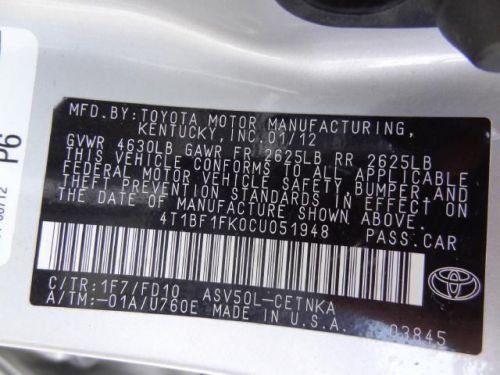 MFD.BY:TOYOTA MOTOR MANUFACTURING,
KENTUCKY,INC.01/12
GVWR 4630LB GAWR FR 2625LB RR 2625LB
THIS VEHICLE CONFORMS TO ALL APPLICABLE
FEDERAL MOTOR VEHICLE SAFETY, BUMPER AND
THEFT PREVENTION STANDARDS IN EFFECT ON
THE DATE OF MANUFACTURE SHOWN ABOVE.
4T1BF1FK0CU051948 PASS.CAR
C/TR:1F7/FD10 ASV50L-CETNKA
A/TM:-01A/U760E MADE IN U.S.A.
03845
TOYOTA
P6